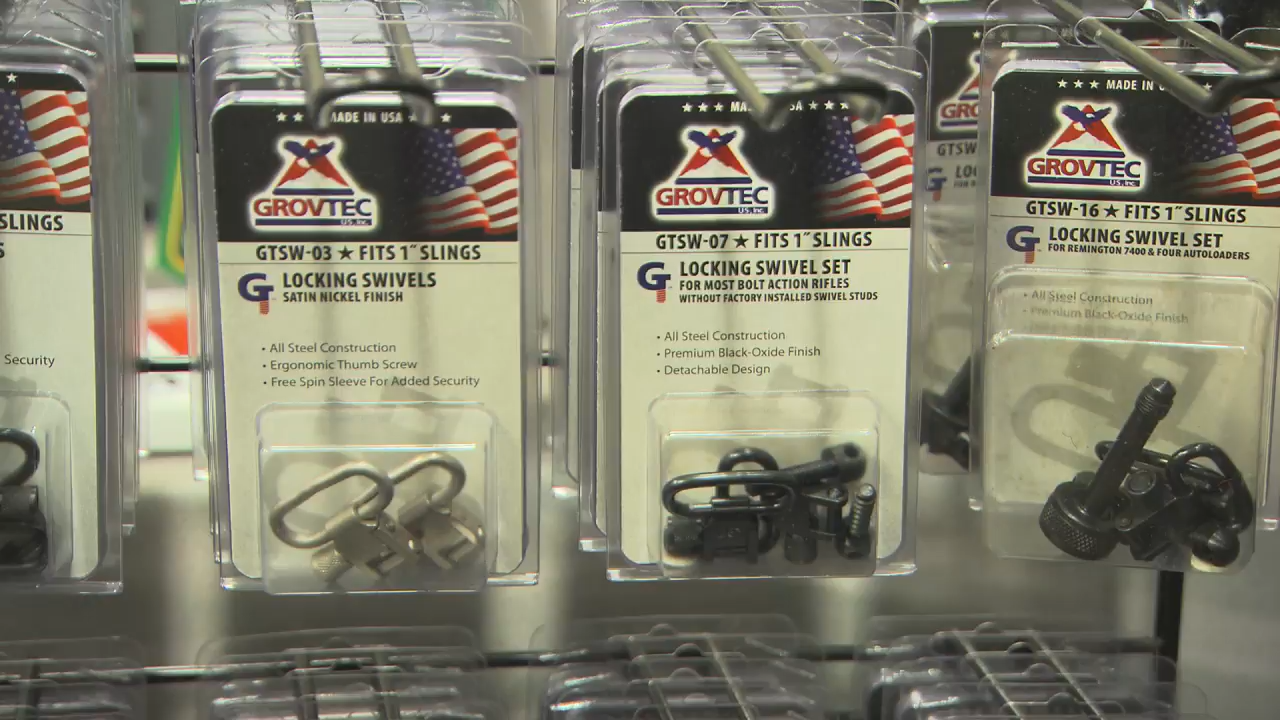 SLINGS
Security
MADE IN USA
GROVTEC
U.S., Inc.
GTSW-03 ★ FITS 1" SLINGS
G LOCKING SWIVELS
SATIN NICKEL FINISH
• All Steel Construction
• Ergonomic Thumb Screw
• Free Spin Sleeve For Added Security
GROVTEC
U.S., Inc.
GTSW-07 ★ FITS 1" SLINGS
G LOCKING SWIVEL SET
FOR MOST BOLT ACTION RIFLES
WITHOUT FACTORY INSTALLED SWIVEL STUDS
• All Steel Construction
• Premium Black-Oxide Finish
• Detachable Design
GTSW
MADE IN
GROVTEC
U.S., Inc.
GTSW-16 ★ FITS 1" SLINGS
G LOCKING SWIVEL SET
FOR REMINGTON 7400 & FOUR AUTOLOADERS
• All Steel Construction
• Premium Black-Oxide Finish